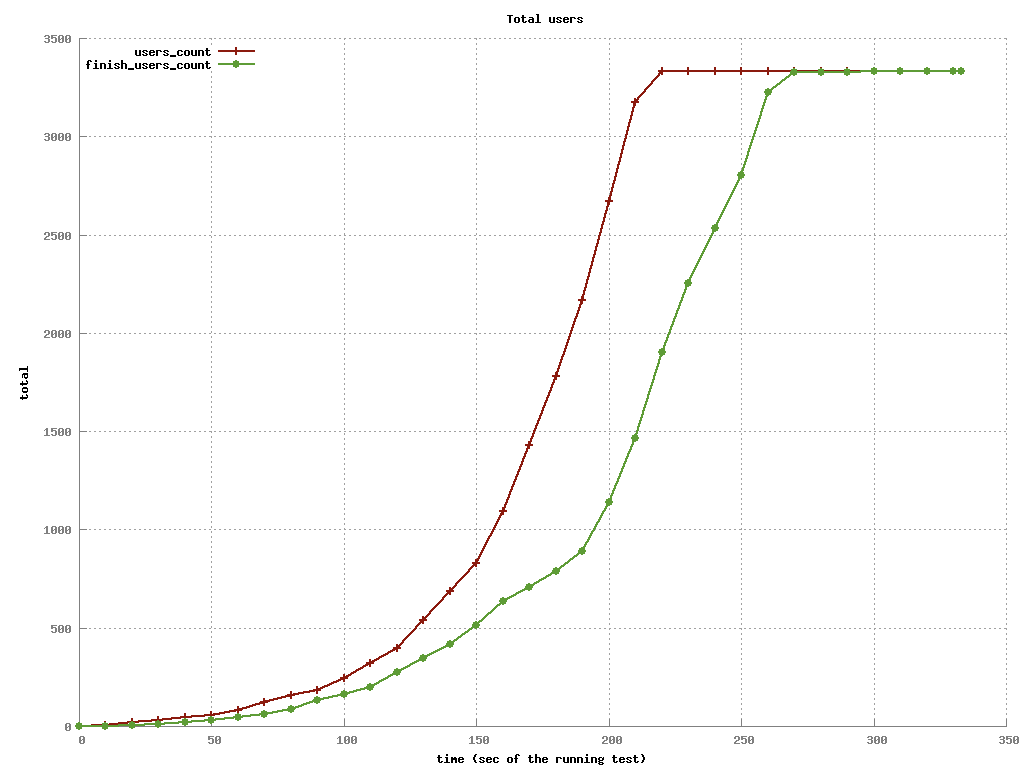 Total users
3500
users_count
finish_users_count
3000
2500
2000
total
1500
1000
500
0
0 50 100 150 200 250 300 350
time (sec of the running test)